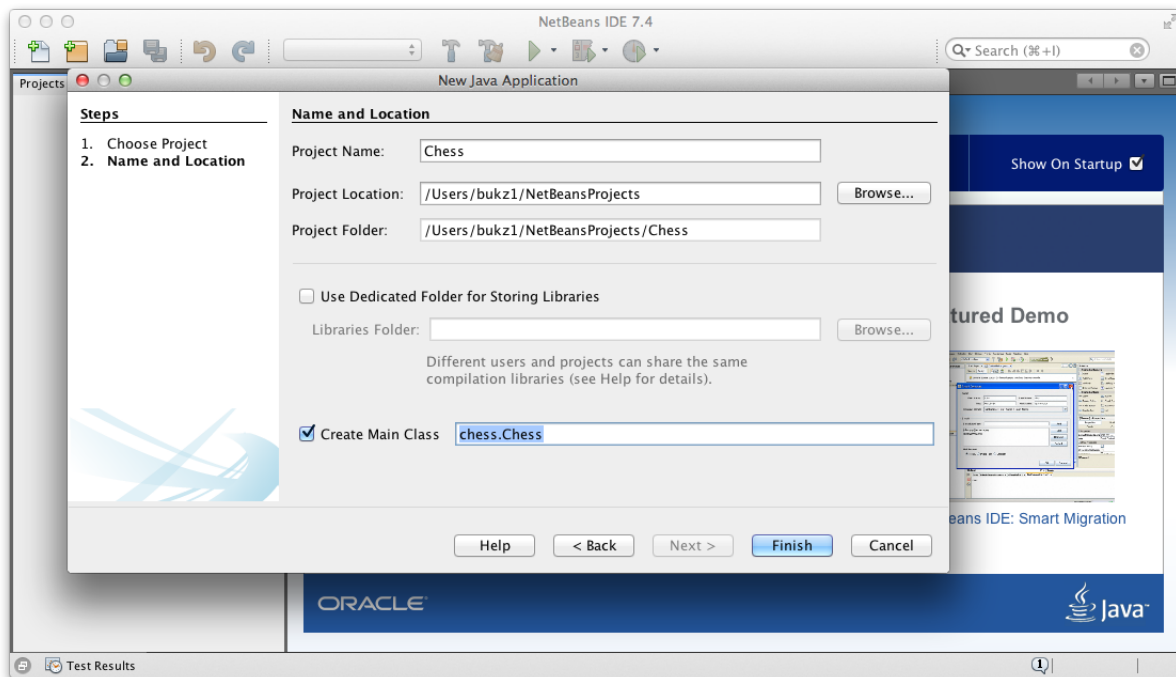 NetBeans IDE 7.4
Search (⌘+I)
Projects
New Java Application
Steps
1. Choose Project
2. Name and Location
Name and Location
Project Name: Chess
Project Location: /Users/bukz1/NetBeansProjects Browse...
Project Folder: /Users/bukz1/NetBeansProjects/Chess
Use Dedicated Folder for Storing Libraries
Libraries Folder: Browse...
Different users and projects can share the same
compilation libraries (see Help for details).
Create Main Class chess.Chess
Help < Back Next > Finish Cancel
Show On Startup
tured Demo
eans IDE: Smart Migration
ORACLE
Java
Test Results
1